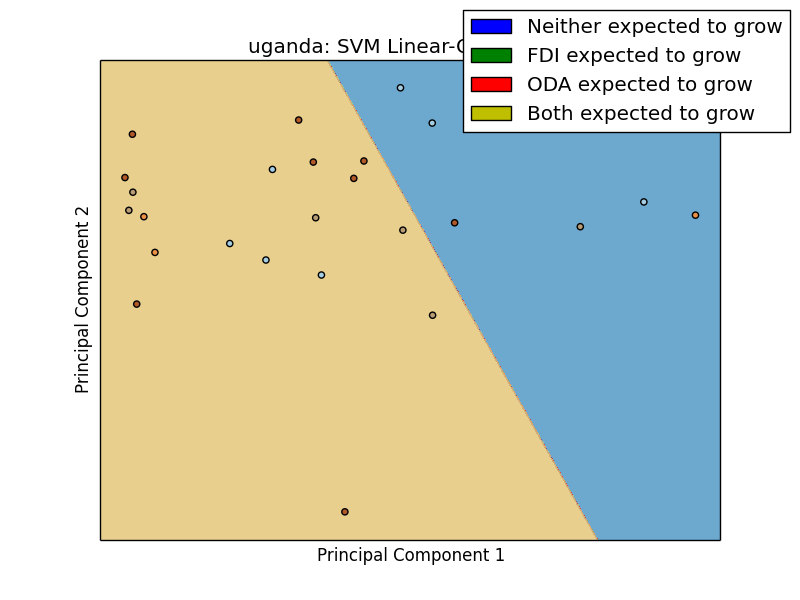 uganda: SVM Linear-
Neither expected to grow
FDI expected to grow
ODA expected to grow
Both expected to grow
Principal Component 2
Principal Component 1